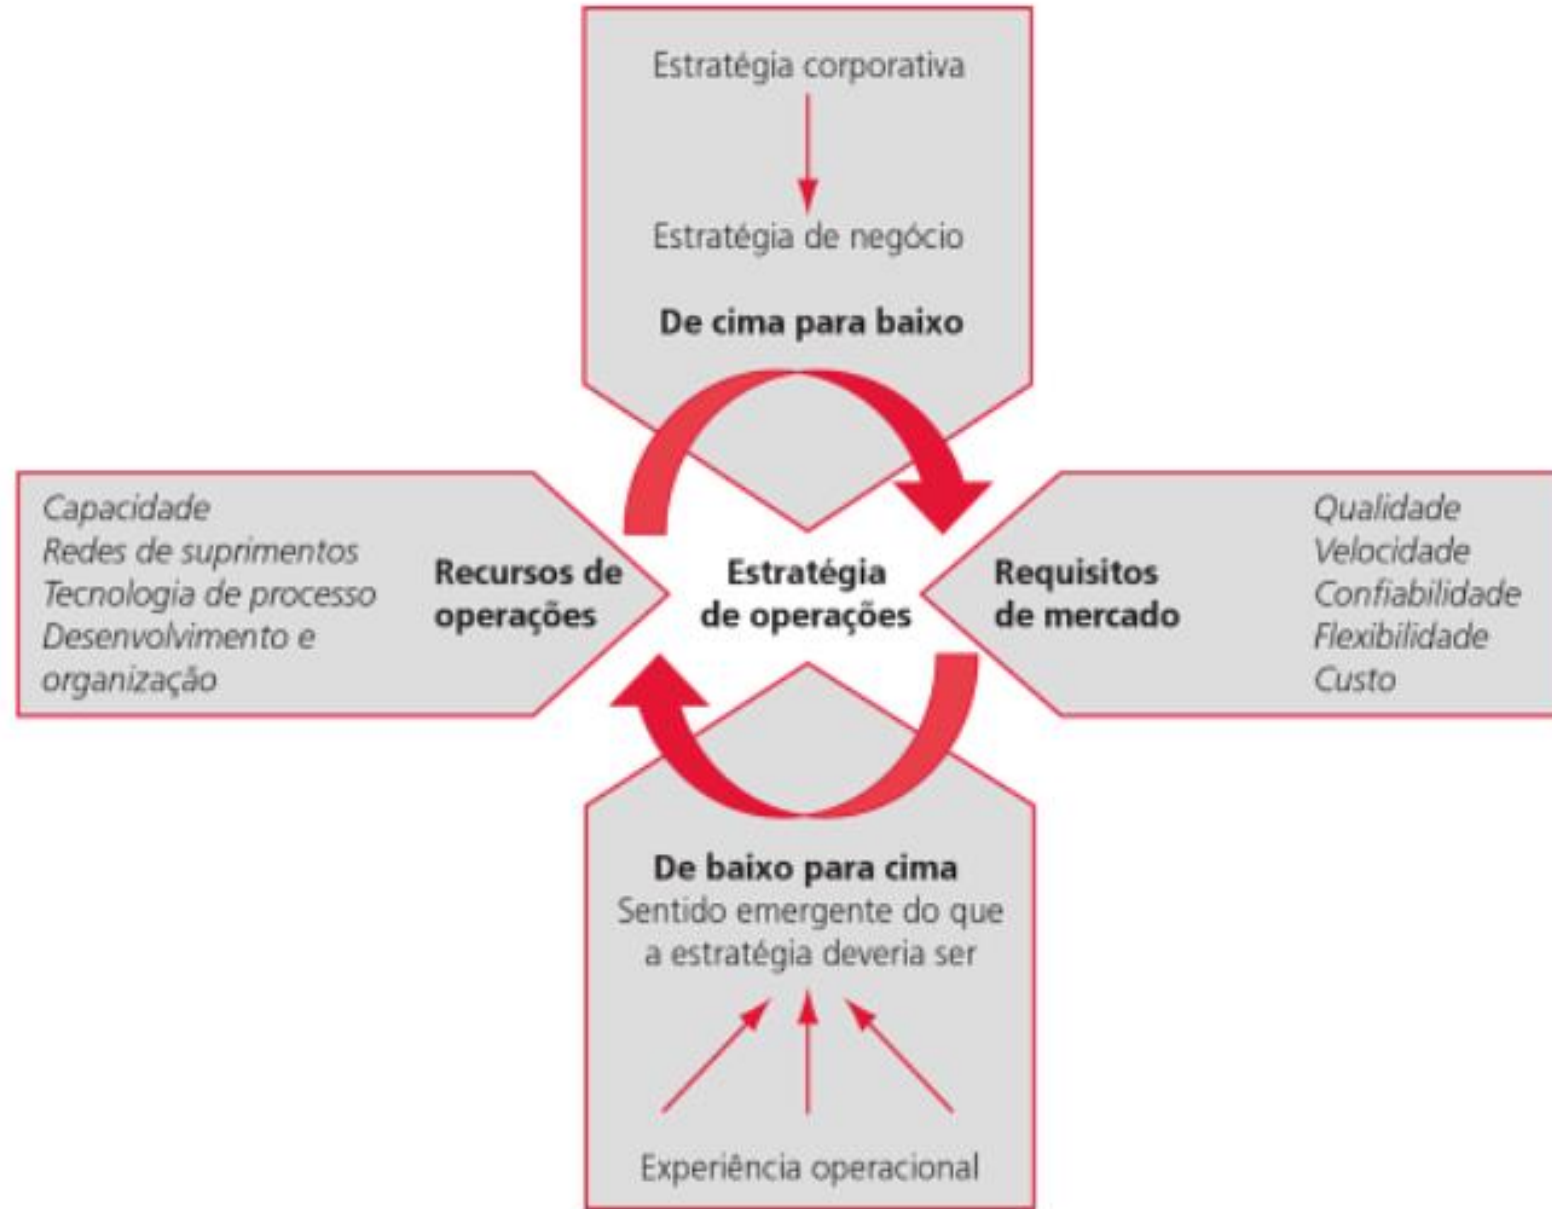 Estratégia corporativa
Estratégia de negócio
De cima para baixo
Capacidade
Redes de suprimentos
Tecnologia de processo
Desenvolvimento e
organização
Recursos de
operações
Estratégia
de operações
Requisitos
de mercado
Qualidade
Velocidade
Confiabilidade
Flexibilidade
Custo
De baixo para cima
Sentido emergente do que
a estratégia deveria ser
Experiência operacional